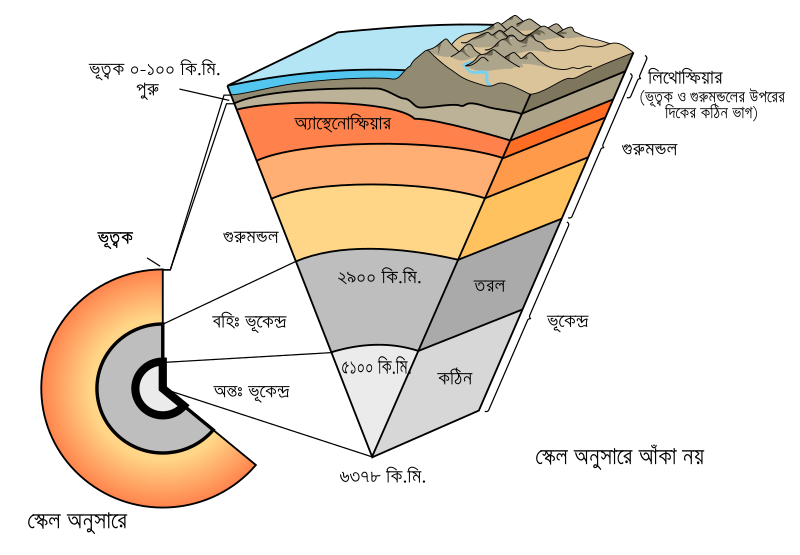 ভূত্বক ০-১০০ কি.মি.
পুরু
লিথোস্ফিয়ার
(ভূত্বক ও গুরুমন্ডলের উপরের
দিকের কঠিন ভাগ)
অ্যাস্থেনোস্ফিয়ার
গুরুমন্ডল
ভূত্বক
গুরুমন্ডল
২৯০০ কি.মি.
তরল
বহিঃ ভূকেন্দ্র
ভূকেন্দ্র
৫১০০ কি.মি.
কঠিন
অন্তঃ ভূকেন্দ্র
স্কেল অনুসারে আঁকা নয়
৬৩৭৮ কি.মি.
স্কেল অনুসারে